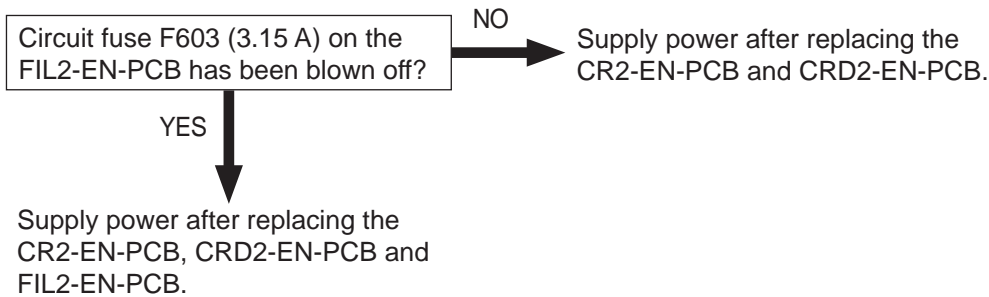 Circuit fuse F603 (3.15 A) on the
FIL2-EN-PCB has been blown off?
NO
Supply power after replacing the
CR2-EN-PCB and CRD2-EN-PCB.
YES
Supply power after replacing the
CR2-EN-PCB, CRD2-EN-PCB and
FIL2-EN-PCB.